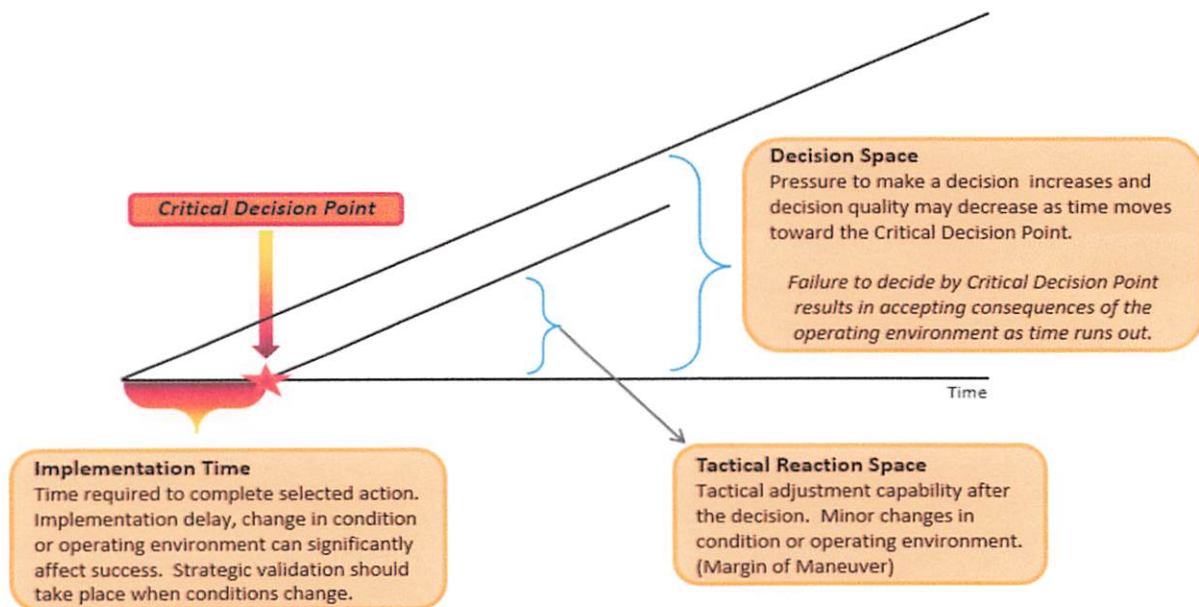 Critical Decision Point
Decision Space
Pressure to make a decision increases and
decision quality may decrease as time moves
toward the Critical Decision Point.
Failure to decide by Critical Decision Point
results in accepting consequences of the
operating environment as time runs out.
Time
Implementation Time
Time required to complete selected action.
Implementation delay, change in condition
or operating environment can significantly
affect success. Strategic validation should
take place when conditions change.
Tactical Reaction Space
Tactical adjustment capability after
the decision. Minor changes in
condition or operating environment.
(Margin of Maneuver)